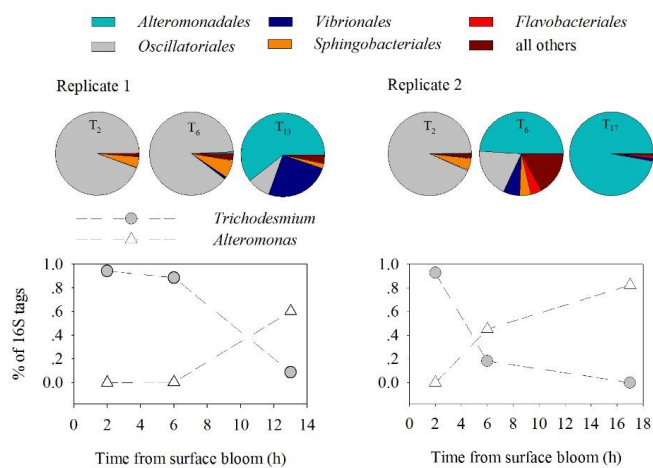 Alteromonadales Vibrionales Flavobacteriales
Oscillatoriales Sphingobacteriales all others
Replicate 1 Replicate 2
T2 T6 T13 T2 T6 T17
Trichodesmium
Alteromonas
% of 16S tags
1.0
.8
.6
.4
.2
0.0
0 2 4 6 8 10 12 14
Time from surface bloom (h)
1.0
.8
.6
.4
.2
0.0
0 2 4 6 8 10 12 14 16 18
Time from surface bloom (h)